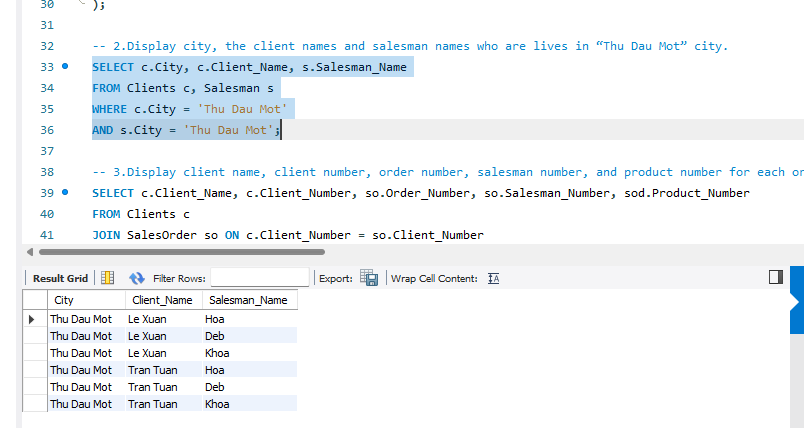 30 );
31
32 -- 2.Display city, the client names and salesman names who are lives in “Thu Dau Mot” city.
33 SELECT c.City, c.Client_Name, s.Salesman_Name
34 FROM Clients c, Salesman s
35 WHERE c.City = 'Thu Dau Mot'
36 AND s.City = 'Thu Dau Mot';
37
38 -- 3.Display client name, client number, order number, salesman number, and product number for each or
39 SELECT c.Client_Name, c.Client_Number, so.Order_Number, so.Salesman_Number, sod.Product_Number
40 FROM Clients c
41 JOIN SalesOrder so ON c.Client_Number = so.Client_Number
Result Grid Filter Rows: Export: Wrap Cell Content: IA
City Client_Name Salesman_Name
Thu Dau Mot Le Xuan Hoa
Thu Dau Mot Le Xuan Deb
Thu Dau Mot Le Xuan Khoa
Thu Dau Mot Tran Tuan Hoa
Thu Dau Mot Tran Tuan Deb
Thu Dau Mot Tran Tuan Khoa